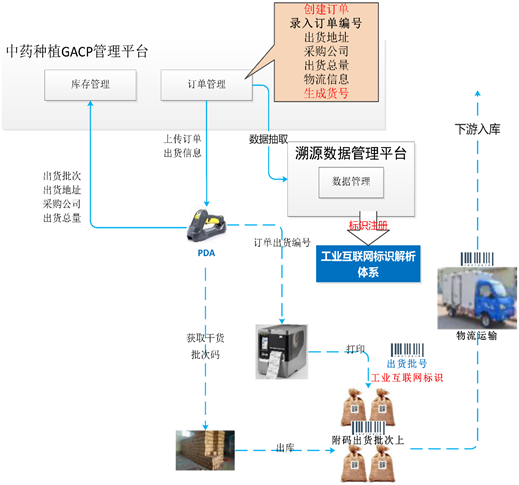 创建订单
录入订单编号
出货地址
采购公司
出货总量
物流信息
生成货号
中药种植GACP管理平台
库存管理
订单管理
上传订单
出货信息
数据抽取
溯源数据管理平台
数据管理
标识注册
工业互联网标识解析
体系
下游入库
出货批次
出货地址
采购公司
出货总量
PDA
订单出货编号
物流运输
获取干货
批次码
打印
出货批号
工业互联网标识
出库
附码出货批次上